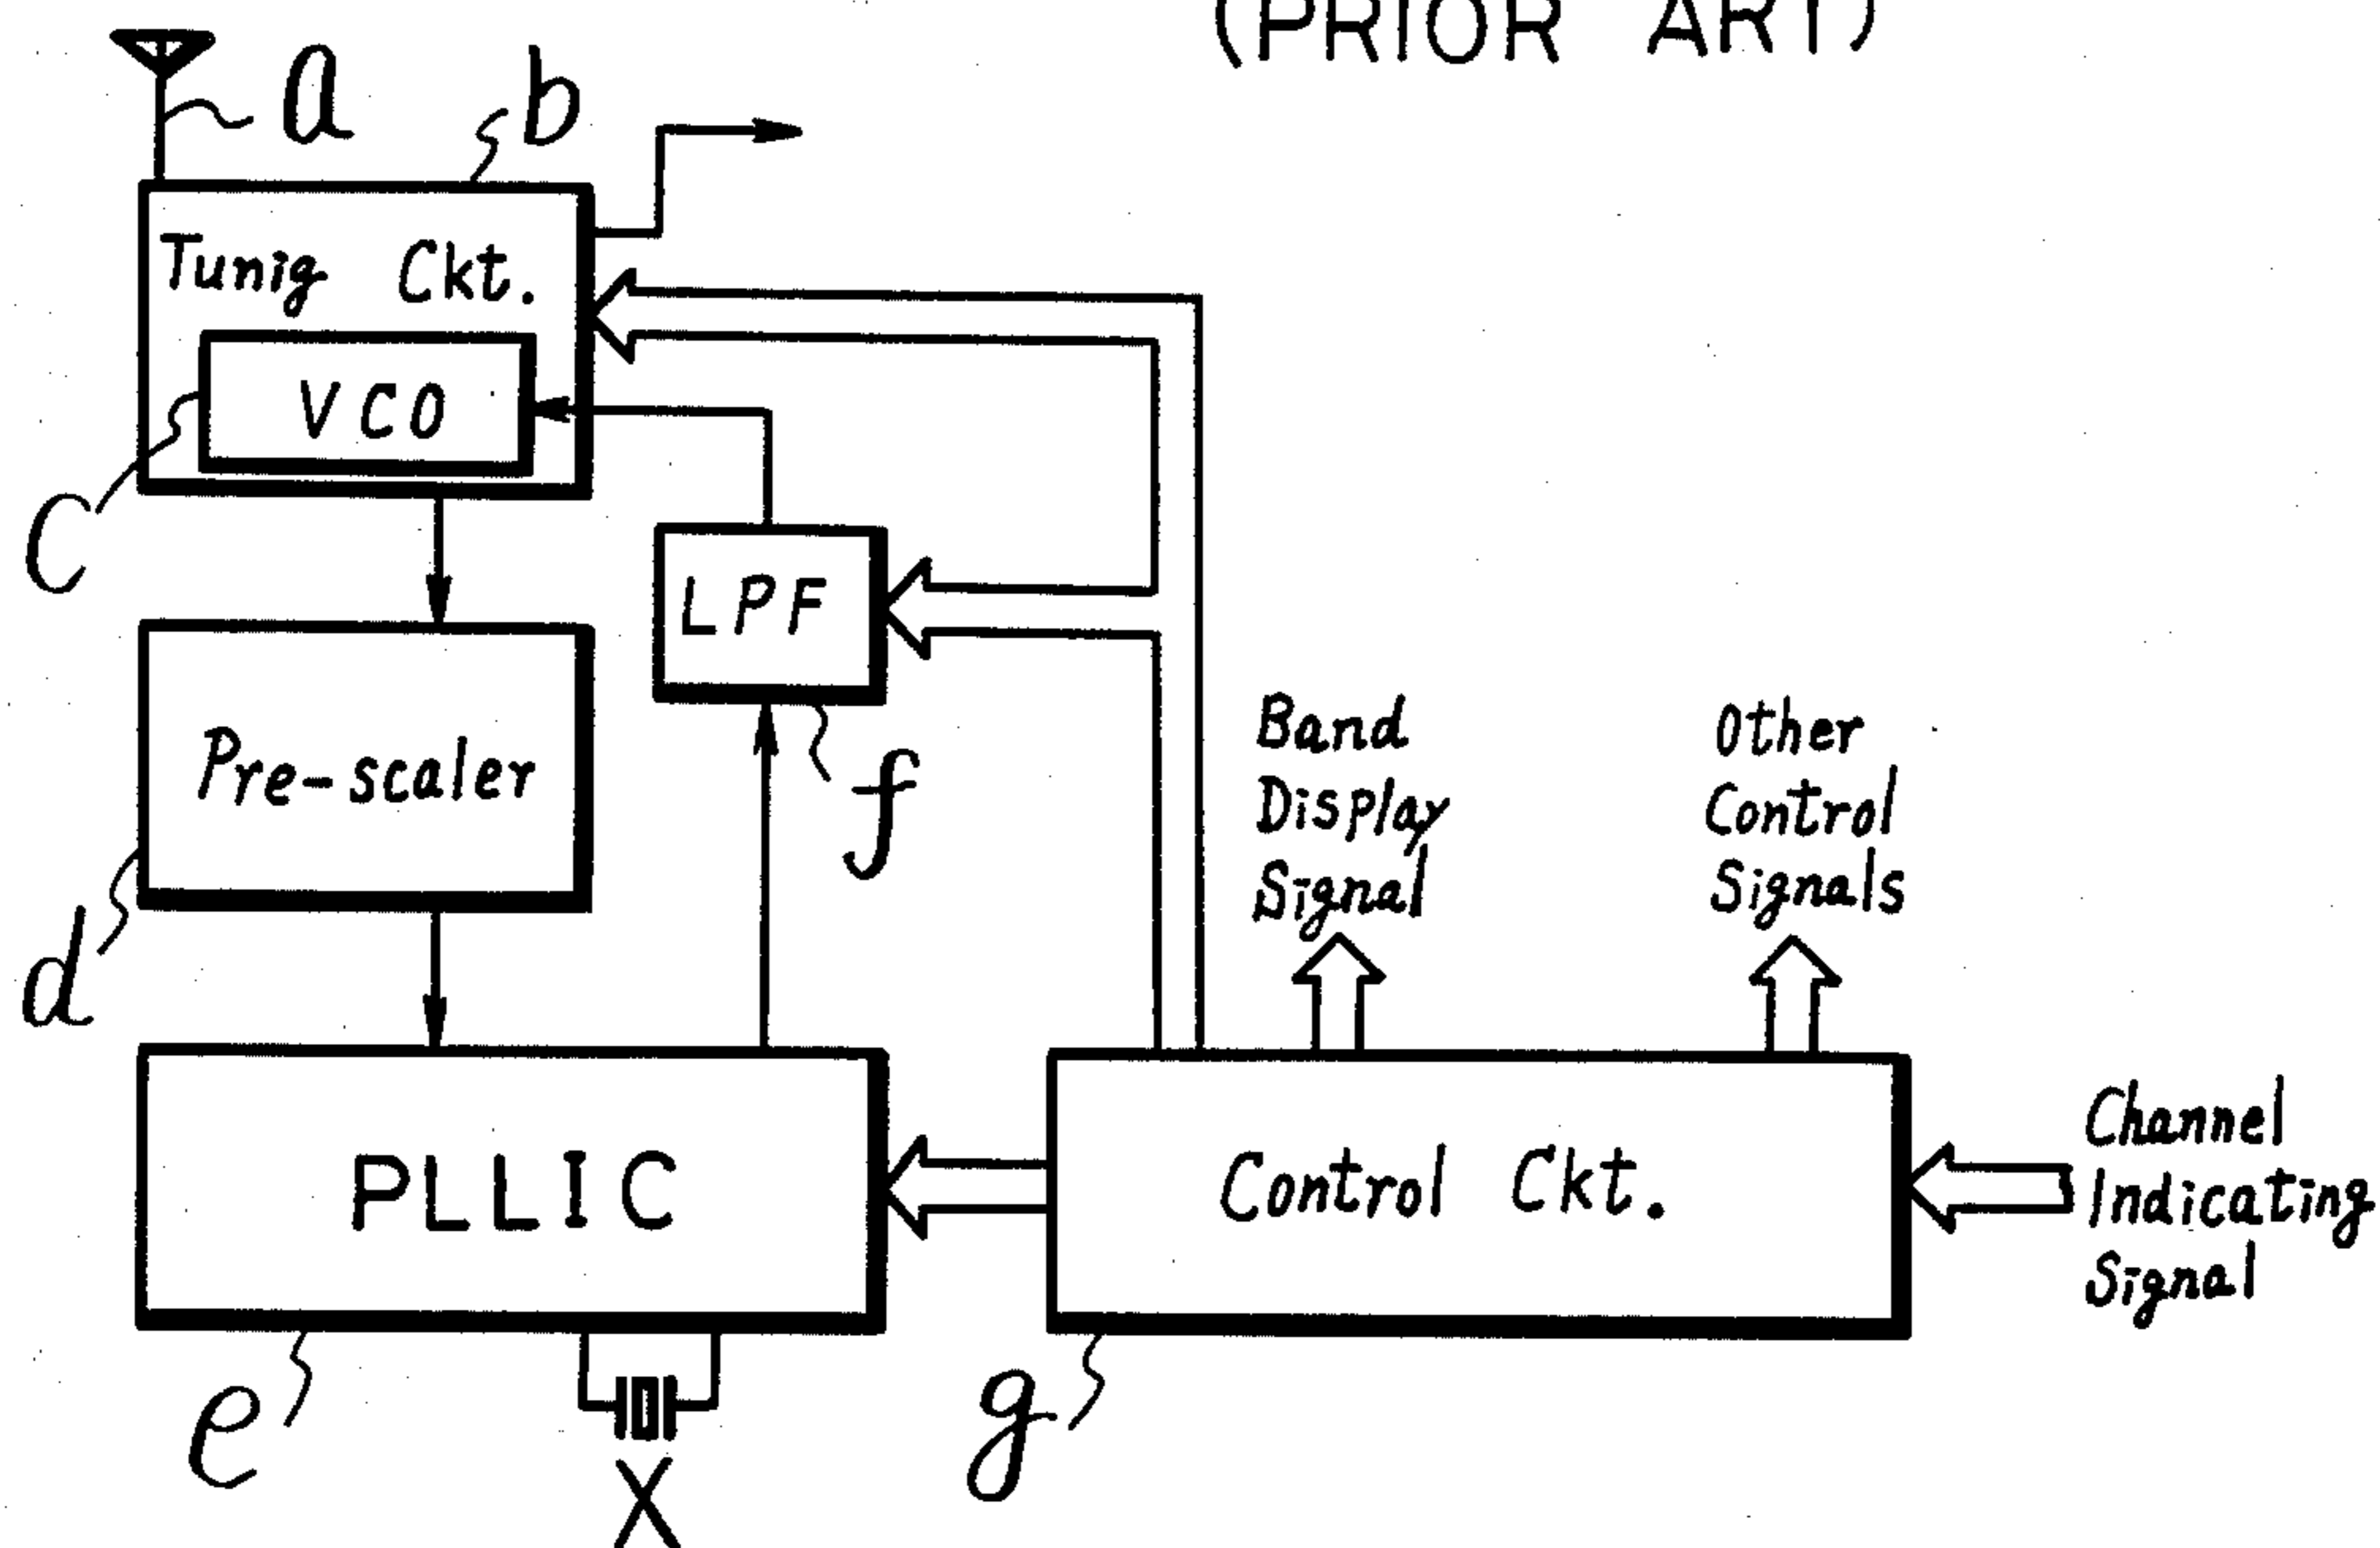 (PRIOR ART)
a
b
Tunig Ckt.
VCO
C
LPF
Pre-scaler
f
d
Band
Display
Signal
Other
Control
Signals
PLLIC
Control Ckt.
Channel
Indicating
Signal
e
g
X